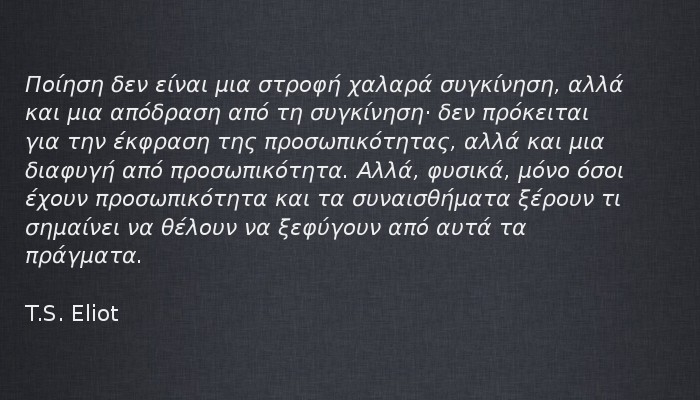 Ποίηση δεν είναι μια στροφή χαλαρά συγκίνηση, αλλά
και μια απόδραση από τη συγκίνηση· δεν πρόκειται
για την έκφραση της προσωπικότητας, αλλά και μια
διαφυγή από προσωπικότητα. Αλλά, φυσικά, μόνο όσοι
έχουν προσωπικότητα και τα συναισθήματα ξέρουν τι
σημαίνει να θέλουν να ξεφύγουν από αυτά τα
πράγματα.
T.S. Eliot